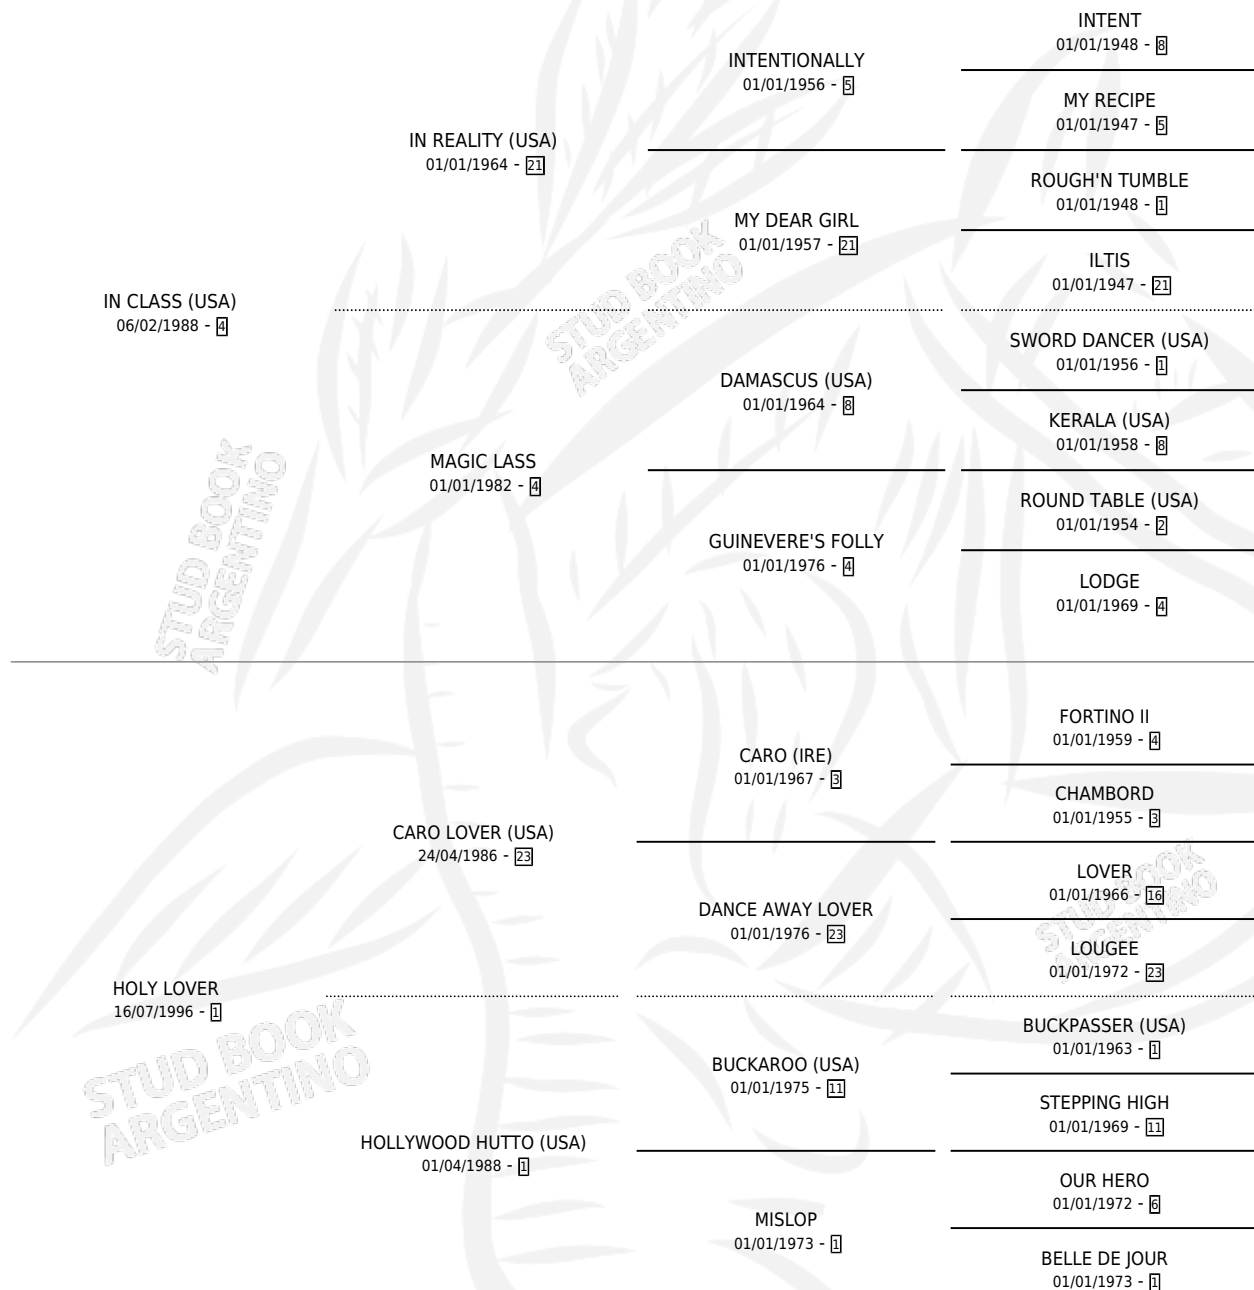 INTENT
01/01/1948 - 8
INTENTIONALLY
01/01/1956 - 5
MY RECIPE
01/01/1947 - 5
IN REALITY (USA)
01/01/1964 - 21
ROUGH'N TUMBLE
01/01/1948 - 1
MY DEAR GIRL
01/01/1957 - 21
ILTIS
01/01/1947 - 21
IN CLASS (USA)
06/02/1988 - 4
SWORD DANCER (USA)
01/01/1956 - 1
DAMASCUS (USA)
01/01/1964 - 8
KERALA (USA)
01/01/1958 - 8
MAGIC LASS
01/01/1982 - 4
ROUND TABLE (USA)
01/01/1954 - 2
GUINEVERE'S FOLLY
01/01/1976 - 4
LODGE
01/01/1969 - 4
FORTINO II
01/01/1959 - 4
CARO (IRE)
01/01/1967 - 3
CHAMBORD
01/01/1955 - 3
CARO LOVER (USA)
24/04/1986 - 23
LOVER
01/01/1966 - 16
DANCE AWAY LOVER
01/01/1976 - 23
LOUGEE
01/01/1972 - 23
HOLY LOVER
16/07/1996 - 1
BUCKPASSER (USA)
01/01/1963 - 1
BUCKAROO (USA)
01/01/1975 - 11
STEPPING HIGH
01/01/1969 - 11
HOLLYWOOD HUTTO (USA)
01/04/1988 - 1
OUR HERO
01/01/1972 - 6
MISLOP
01/01/1973 - 1
BELLE DE JOUR
01/01/1973 - 1
STUD BOOK
ARGENTINO
STUD BOOK
ARGENTINO
STUD BOOK
ARGENTINO
STUD BOOK
ARGENTINO